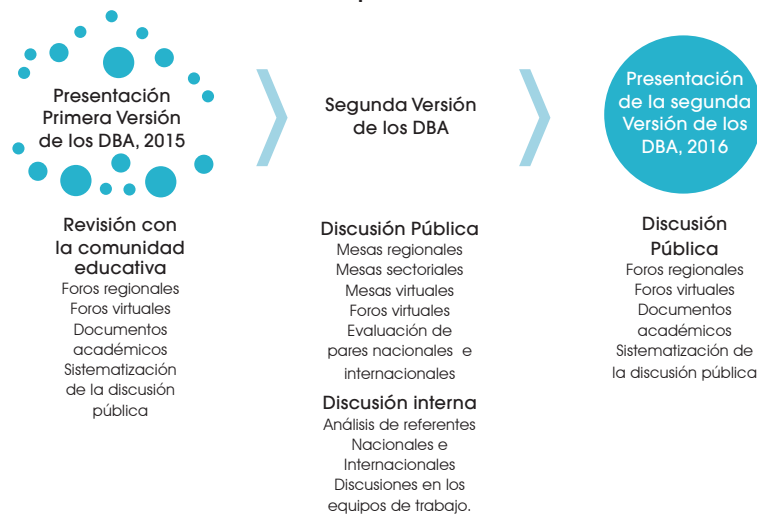 Presentación
Primera Versión
de los DBA, 2015
Revisión con
la comunidad
educativa
Foros regionales
Foros virtuales
Documentos
académicos
Sistematización
de la discusión
pública
Segunda Versión
de los DBA
Discusión Pública
Mesas regionales
Mesas sectoriales
Mesas virtuales
Foros virtuales
Evaluación de
pares nacionales e
internacionales
Discusión interna
Análisis de referentes
Nacionales e
Internacionales
Discusiones en los
equipos de trabajo.
Presentación
de la segunda
Versión de los
DBA, 2016
Discusión
Pública
Foros regionales
Foros virtuales
Documentos
académicos
Sistematización de
la discusión pública